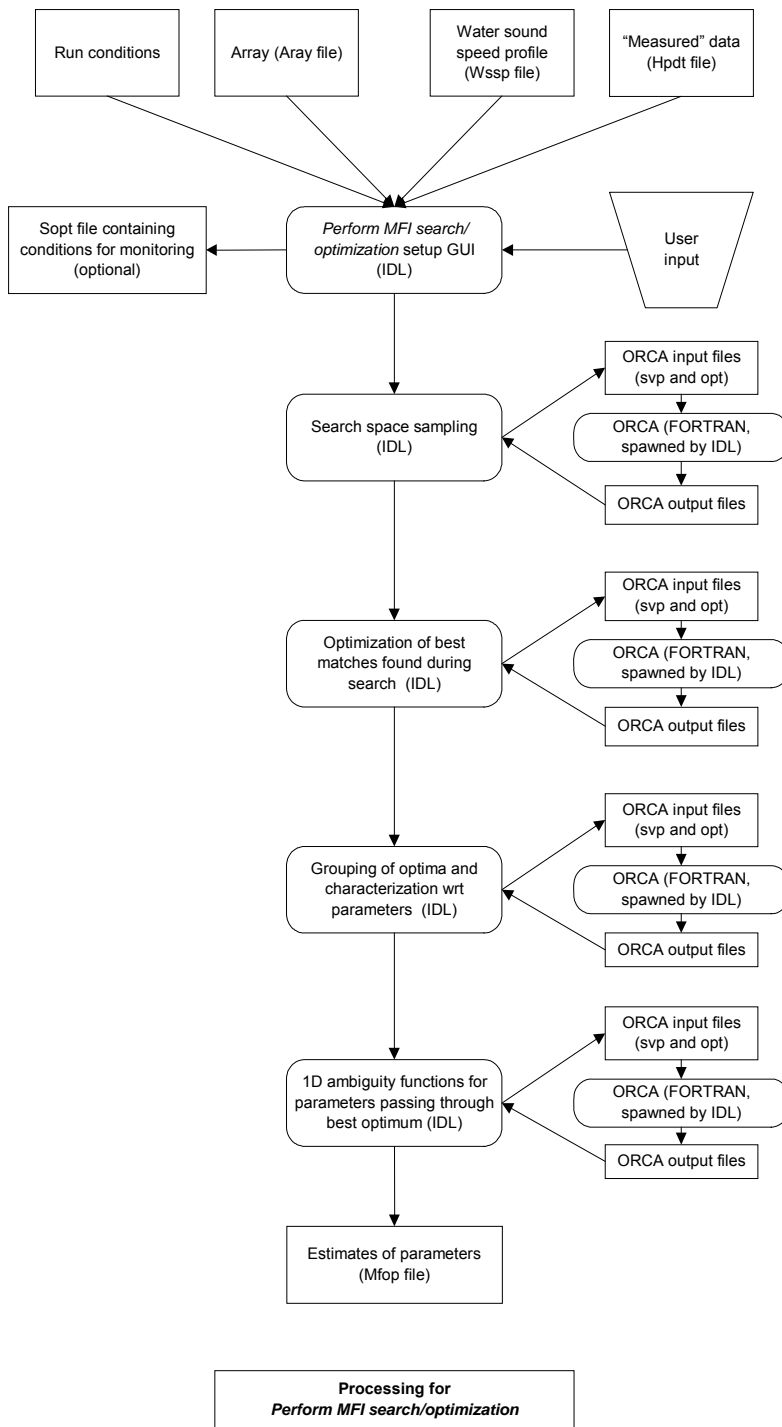 Run conditions
Array (Aray file)
Water sound
speed profile
(Wssp file)
“Measured” data
(Hpdt file)
Sopt file containing
conditions for monitoring
(optional)
Perform MFI search/
optimization setup GUI
(IDL)
User
input
Search space sampling
(IDL)
ORCA input files
(svp and opt)
ORCA (FORTRAN,
spawned by IDL)
ORCA output files
Optimization of best
matches found during
search (IDL)
ORCA input files
(svp and opt)
ORCA (FORTRAN,
spawned by IDL)
ORCA output files
Grouping of optima and
characterization wrt
parameters (IDL)
ORCA input files
(svp and opt)
ORCA (FORTRAN,
spawned by IDL)
ORCA output files
1D ambiguity functions for
parameters passing through
best optimum (IDL)
ORCA input files
(svp and opt)
ORCA (FORTRAN,
spawned by IDL)
ORCA output files
Estimates of parameters
(Mfop file)
Processing for
Perform MFI search/optimization